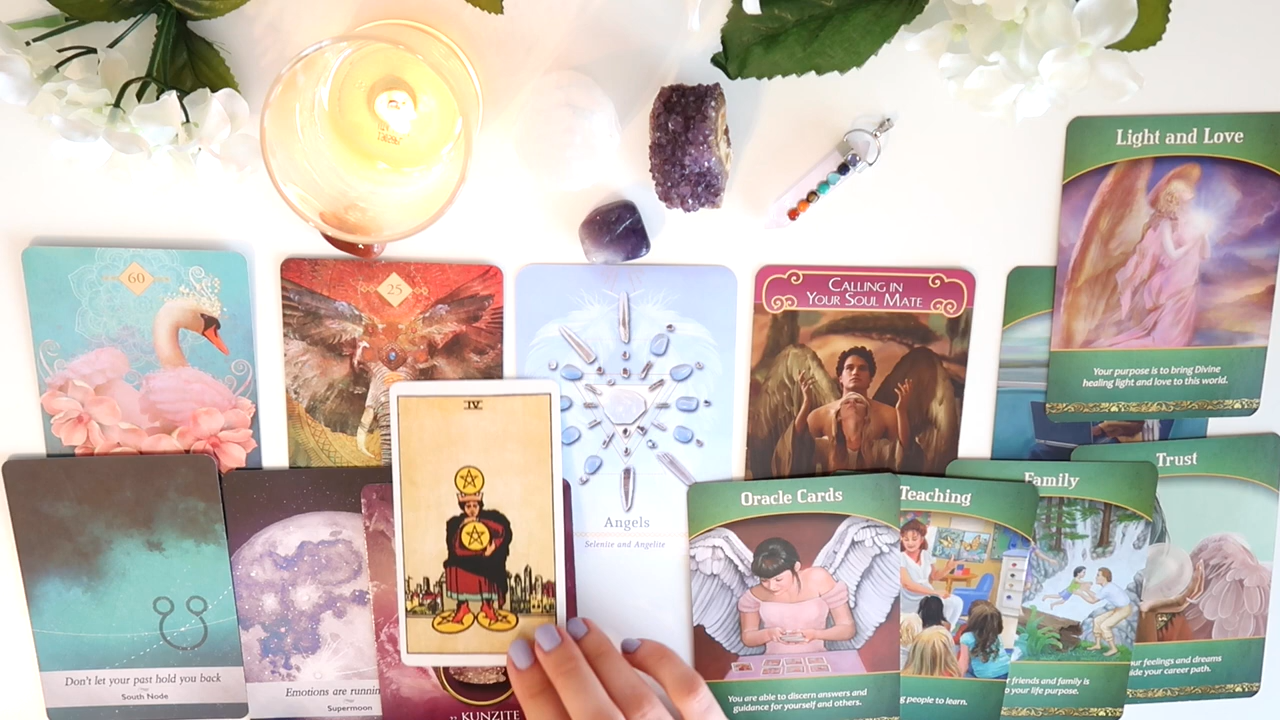 Light and Love
Your purpose is to bring Divine
healing light and love to this world.
60
25
CALLING IN
YOUR SOUL MATE
Angels
Selenite and Angelite
IV
Don't let your past hold you back
South Node
Emotions are runnin
Supermoon
KUNZITE
Oracle Cards
You are able to discern answers and
guidance for yourself and others.
Teaching
g people to learn.
Family
friends and family is
your life purpose.
Trust
ur feelings and dreams
ide your career path.